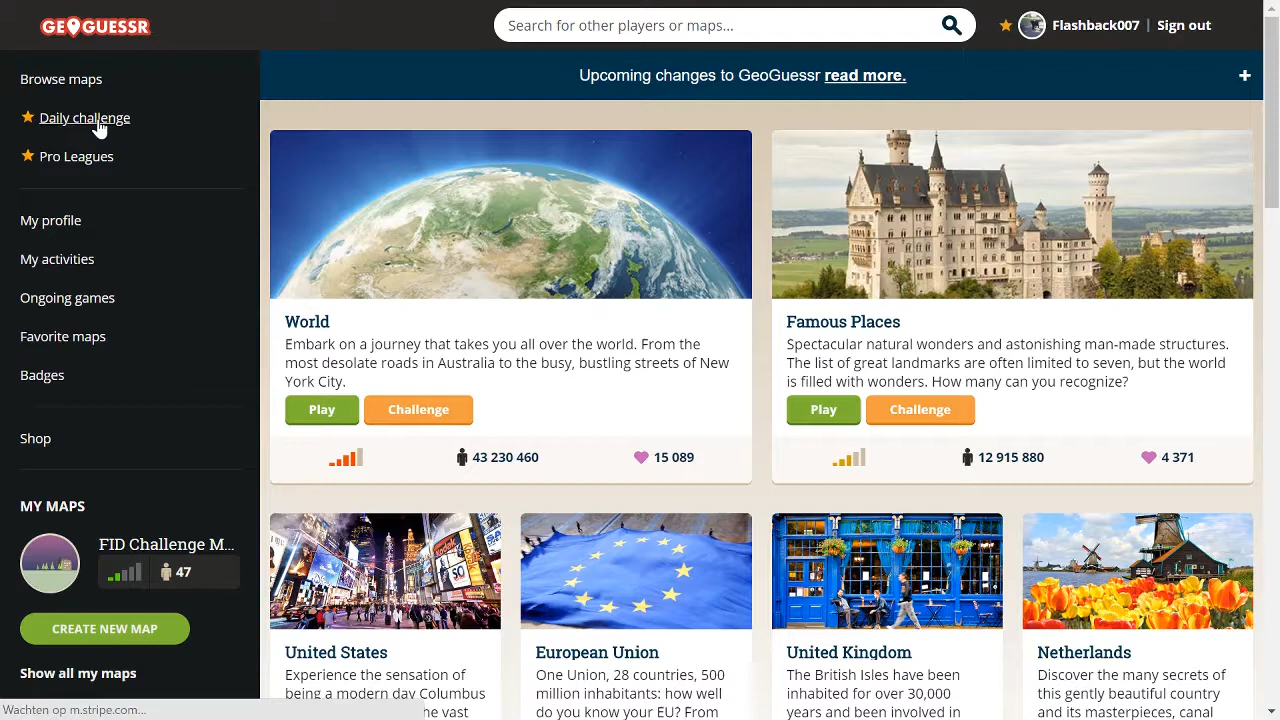 GEOGUESSR
Search for other players or maps...
Flashback007 | Sign out
Browse maps
Daily challenge
Pro Leagues
My profile
My activities
Ongoing games
Favorite maps
Badges
Shop
MY MAPS
FID Challenge M...
47
CREATE NEW MAP
Show all my maps
Wachten op m.stripe.com...
Upcoming changes to GeoGuessr read more.
+
World
Embark on a journey that takes you all over the world. From the
most desolate roads in Australia to the busy, bustling streets of New
York City.
Play
Challenge
43 230 460
15 089
Famous Places
Spectacular natural wonders and astonishing man-made structures.
The list of great landmarks are often limited to seven, but the world
is filled with wonders. How many can you recognize?
Play
Challenge
12 915 880
4 371
United States
Experience the sensation of
being a modern day Columbus
the vast
European Union
One Union, 28 countries, 500
million inhabitants: how well
do you know your EU? From
United Kingdom
The British Isles have been
inhabited for over 30,000
years and been involved in
Netherlands
Discover the many secrets of
this gently beautiful country
and its masterpieces, canal